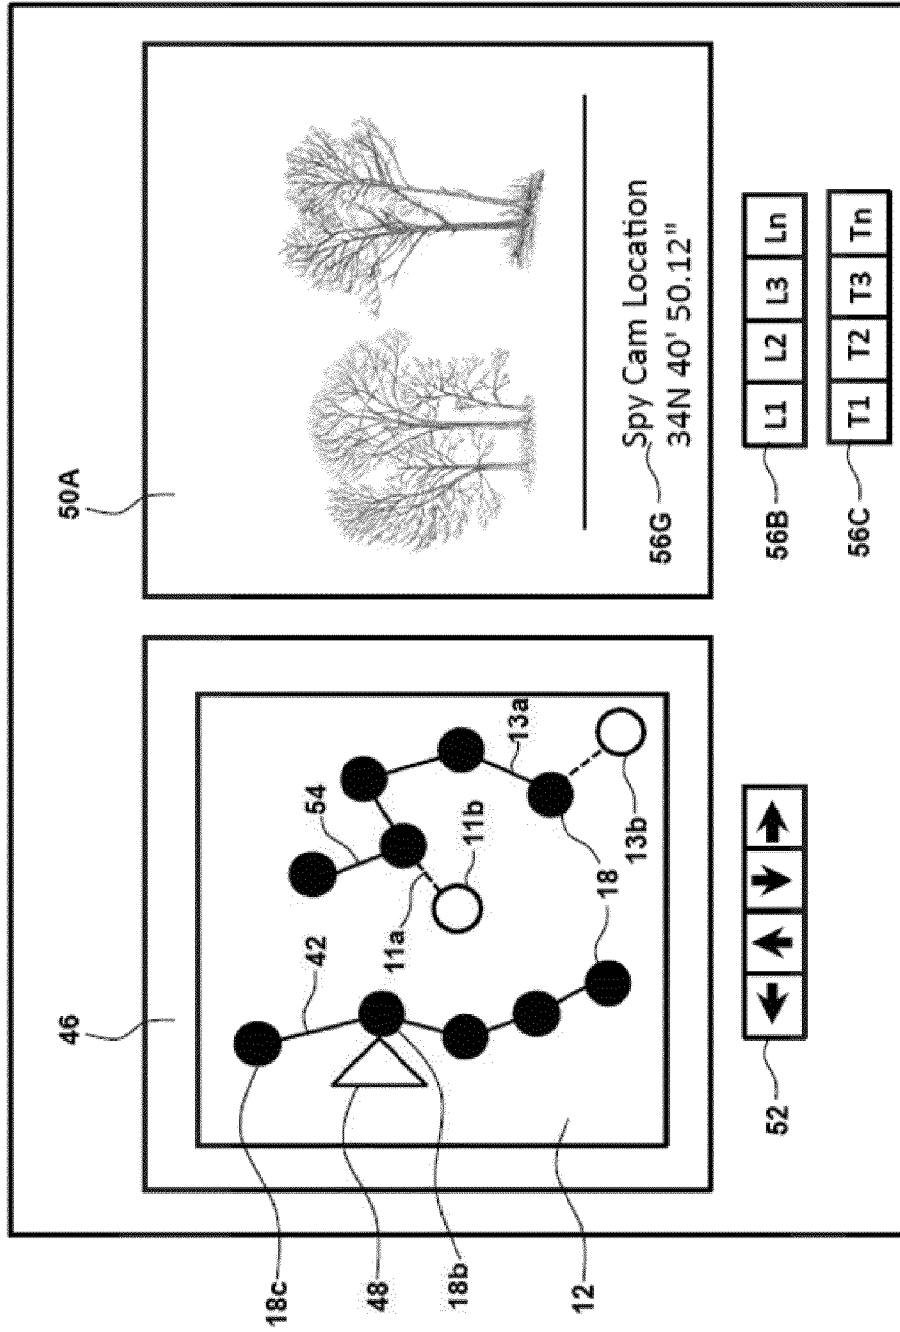 46
50A
18c
42
54
48
18b
11a
11b
13a
18
13b
12
Spy Cam Location
34N 40' 50.12"
56G
52
56B
L1 L2 L3 Ln
56C
T1 T2 T3 Tn